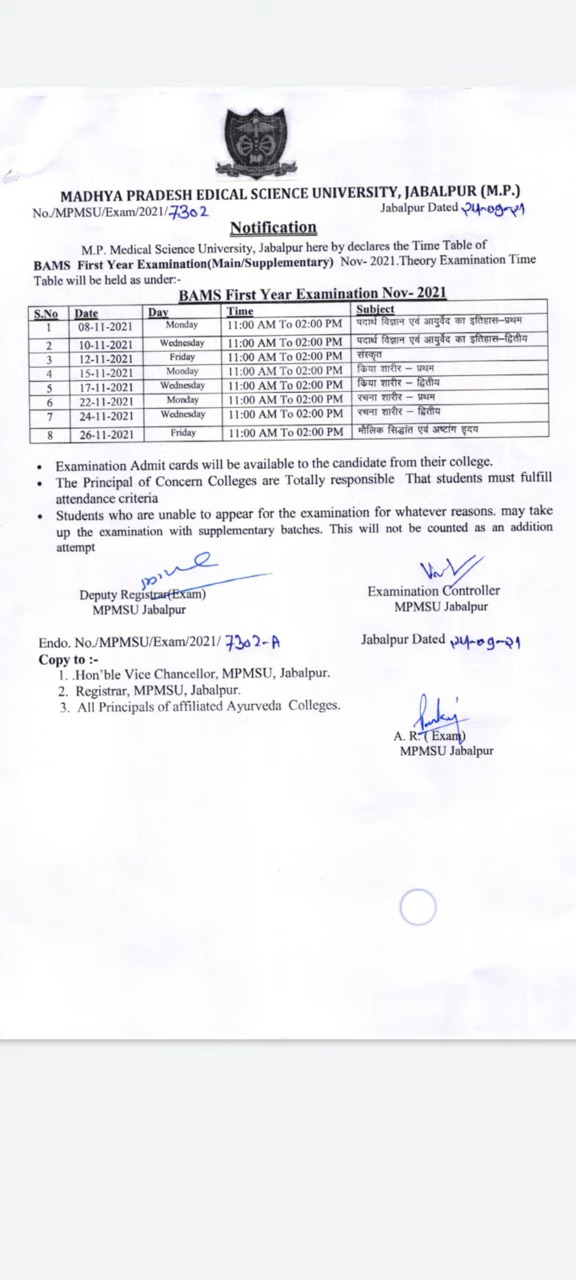 MADHYA PRADESH EDICAL SCIENCE UNIVERSITY, JABALPUR (M.P.)
No./MPMSU/Exam/2021/7302 Jabalpur Dated २५-०९-२१
Notification
M.P. Medical Science University, Jabalpur here by declares the Time Table of
BAMS First Year Examination(Main/Supplementary) Nov- 2021.Theory Examination Time
Table will be held as under:-
BAMS First Year Examination Nov- 2021
S.No Date Day Time Subject
1 08-11-2021 Monday 11:00 AM To 02:00 PM पदार्थ विज्ञान एवं आयुर्वेद का इतिहास–प्रथम
2 10-11-2021 Wednesday 11:00 AM To 02:00 PM पदार्थ विज्ञान एवं आयुर्वेद का इतिहास–द्वितीय
3 12-11-2021 Friday 11:00 AM To 02:00 PM संस्कृत
4 15-11-2021 Monday 11:00 AM To 02:00 PM किया शारीर – प्रथम
5 17-11-2021 Wednesday 11:00 AM To 02:00 PM किया शारीर – द्वितीय
6 22-11-2021 Monday 11:00 AM To 02:00 PM रचना शारीर – प्रथम
7 24-11-2021 Wednesday 11:00 AM To 02:00 PM रचना शारीर – द्वितीय
8 26-11-2021 Friday 11:00 AM To 02:00 PM मौलिक सिद्धांत एवं अष्टांग हृदय
• Examination Admit cards will be available to the candidate from their college.
• The Principal of Concern Colleges are Totally responsible That students must fulfill
attendance criteria
• Students who are unable to appear for the examination for whatever reasons. may take
up the examination with supplementary batches. This will not be counted as an addition
attempt
Deputy Registrar(Exam) Examination Controller
MPMSU Jabalpur MPMSU Jabalpur
Endo. No./MPMSU/Exam/2021/ 7302-A Jabalpur Dated २५-०९-२१
Copy to :-
1. .Hon'ble Vice Chancellor, MPMSU, Jabalpur.
2. Registrar, MPMSU, Jabalpur.
3. All Principals of affiliated Ayurveda Colleges.
A. R. ( Exam)
MPMSU Jabalpur